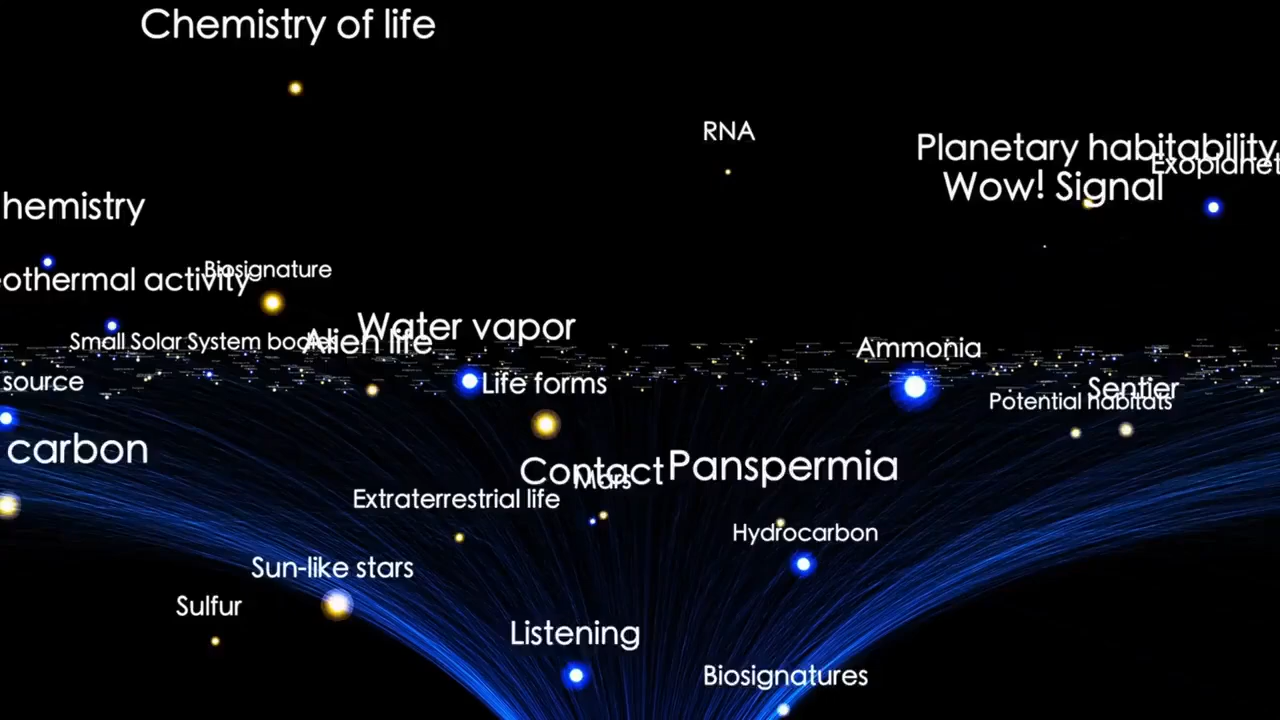 Chemistry of life
RNA
Planetary habitability
Exoplanet
Wow! Signal
hemistry
Biosignature
othermal activity
Water vapor
Small Solar System bodies
Alien life
Ammonia
source
Life forms
Sentier
Potential habitats
carbon
Contact
Panspermia
Mars
Extraterrestrial life
Hydrocarbon
Sun-like stars
Sulfur
Listening
Biosignatures